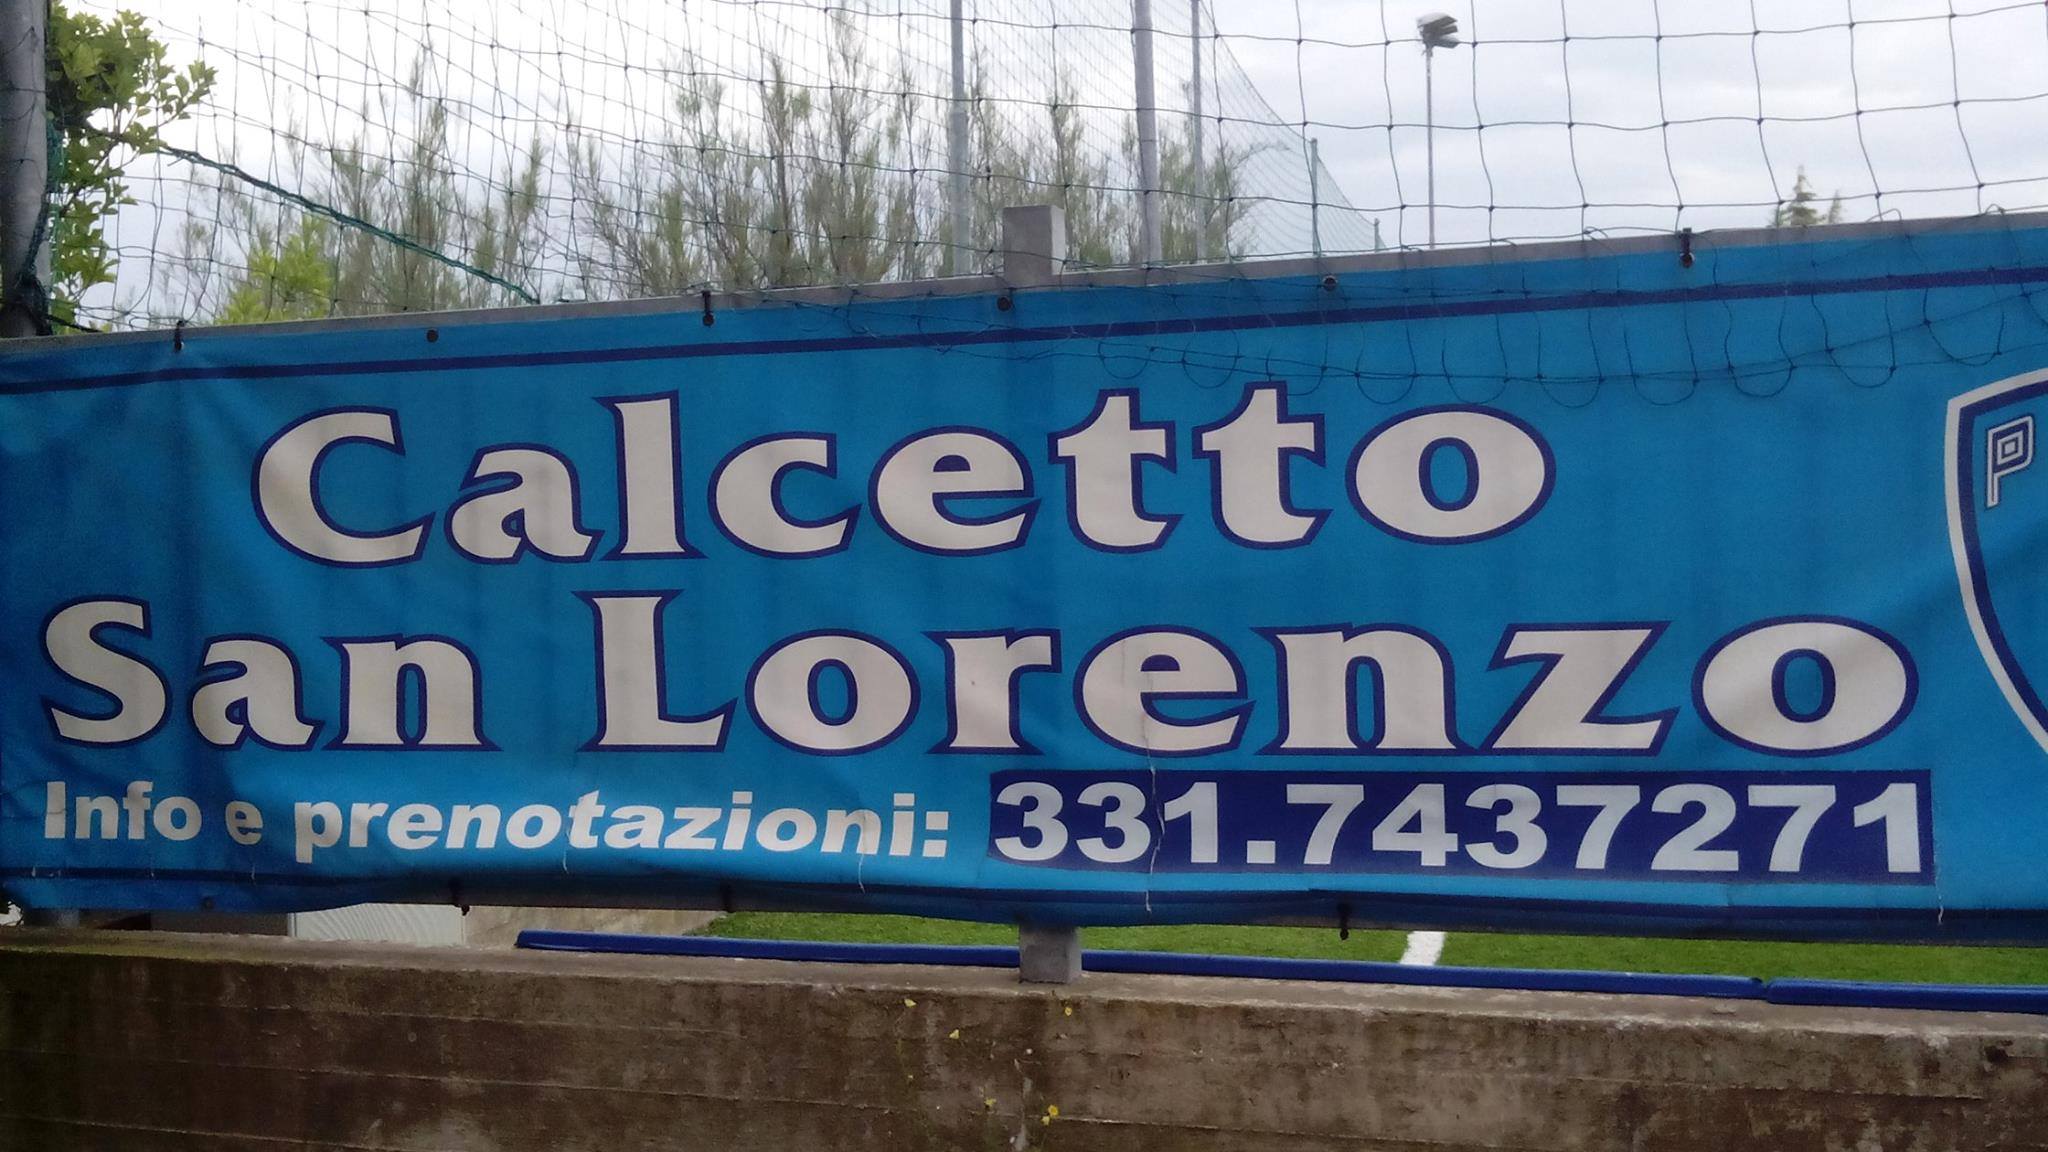 Calcetto
San Lorenzo
Info e prenotazioni: 331.7437271
P